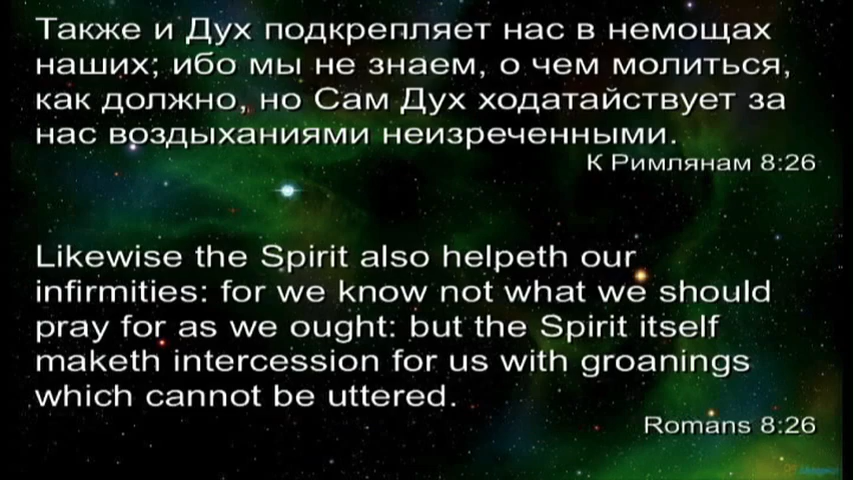 Также и Дух подкрепляет нас в немощах
наших; ибо мы не знаем, о чем молиться,
как должно, но Сам Дух ходатайствует за
нас воздыханиями неизреченными.
К Римлянам 8:26
Likewise the Spirit also helpeth our
infirmities: for we know not what we should
pray for as we ought: but the Spirit itself
maketh intercession for us with groanings
which cannot be uttered.
Romans 8:26